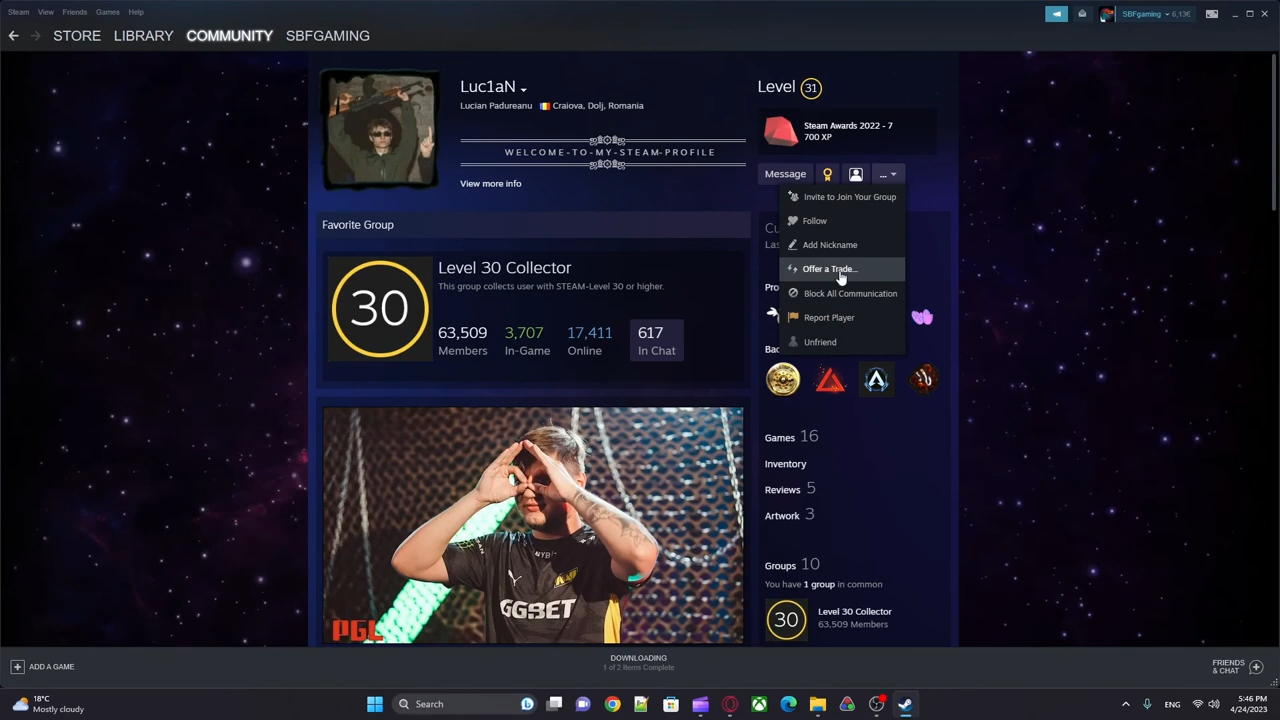 Steam View Friends Games Help
SBFgaming 6,13€
STORE LIBRARY COMMUNITY SBFGAMING
Luc1aN
Lucian Padureanu Craiova, Dolj, Romania
WELCOME-TO-MY-STEAM-PROFILE
View more info
Level 31
Steam Awards 2022 - 7
700 XP
Message ...
Invite to Join Your Group
Follow
Add Nickname
Offer a Trade...
Block All Communication
Report Player
Unfriend
Favorite Group
30
Level 30 Collector
This group collects user with STEAM-Level 30 or higher.
63,509 3,707 17,411 617
Members In-Game Online In Chat
Cu
Las
Pro
Bad
GGBET
PGL
Games 16
Inventory
Reviews 5
Artwork 3
Groups 10
You have 1 group in common
30
Level 30 Collector
63,509 Members
+ ADD A GAME
DOWNLOADING
1 of 2 Items Complete
FRIENDS
& CHAT
18°C
Mostly cloudy
Search
ENG
5:46 PM
4/24/2023